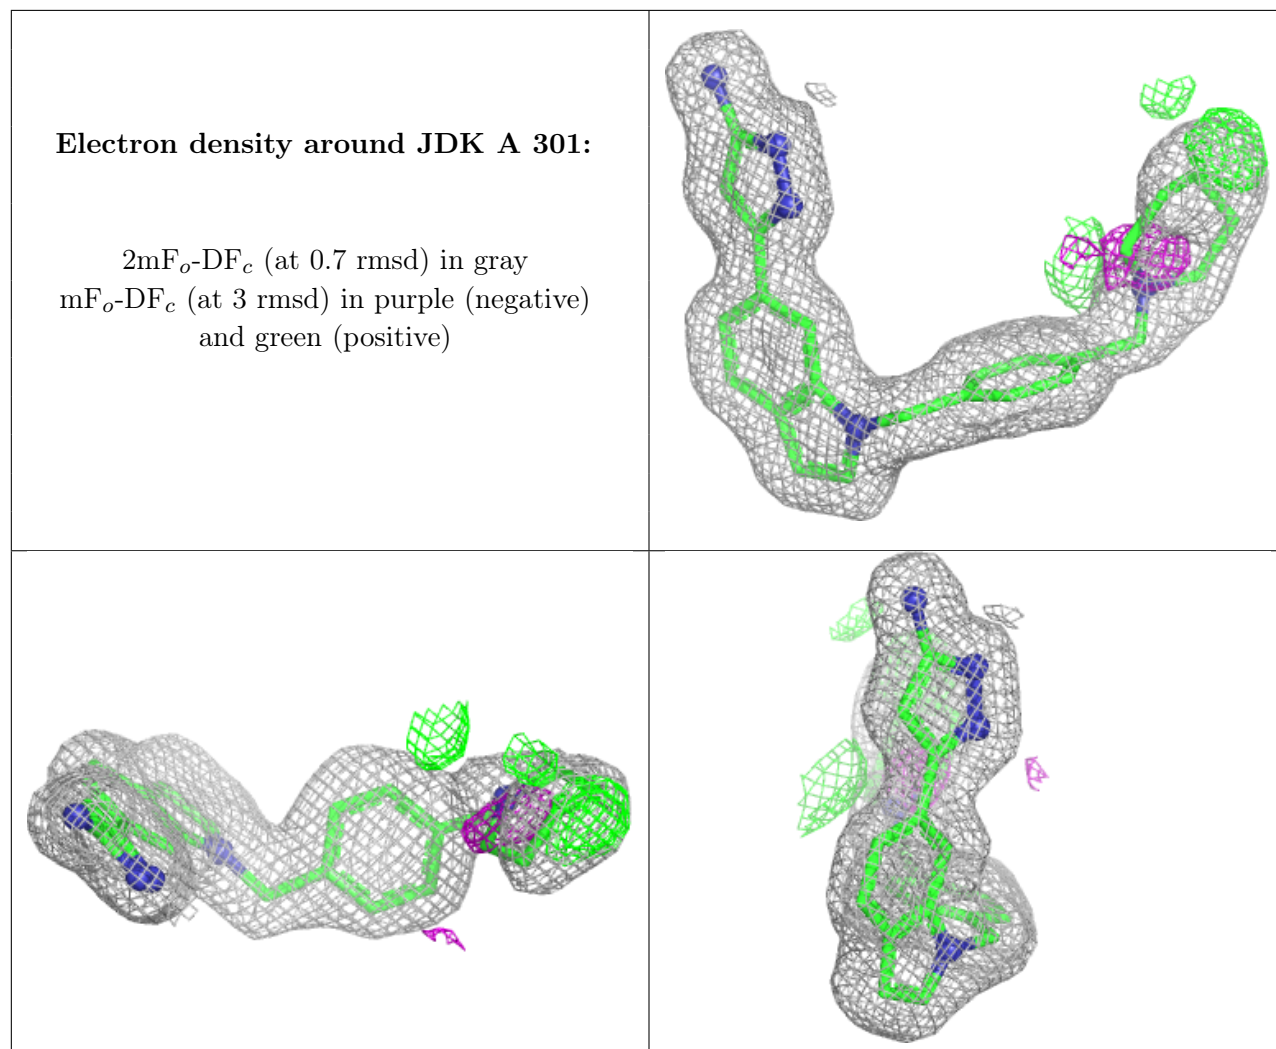 Electron density around JDK A 301:
2mFo-DFc (at 0.7 rmsd) in gray
mFo-DFc (at 3 rmsd) in purple (negative)
and green (positive)